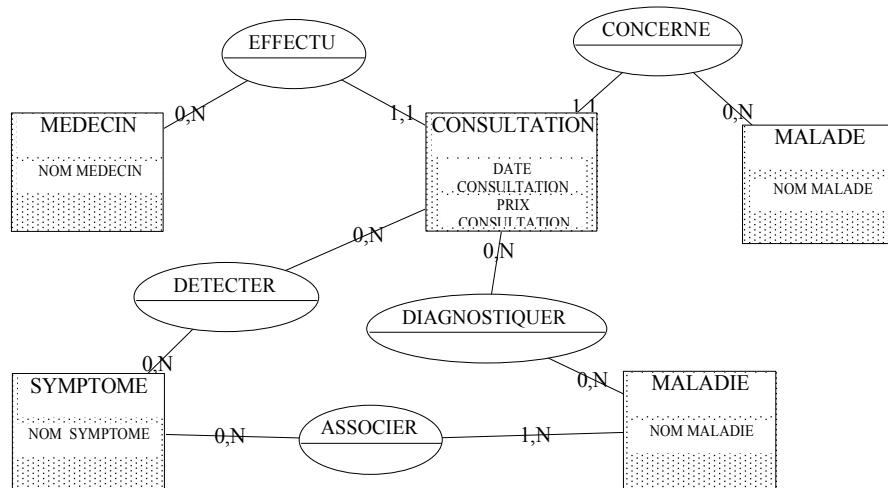 CONCERNE
EFFECTU
0,N
1,1
1,1
0,N
MEDECIN
NOM MEDECIN
CONSULTATION
DATE
CONSULTATION
PRIX
CONSULTATION
MALADE
NOM MALADE
0,N
0,N
DETECTER
DIAGNOSTIQUER
0,N
0,N
SYMPTOME
NOM SYMPTOME
MALADIE
NOM MALADIE
0,N
ASSOCIER
1,N